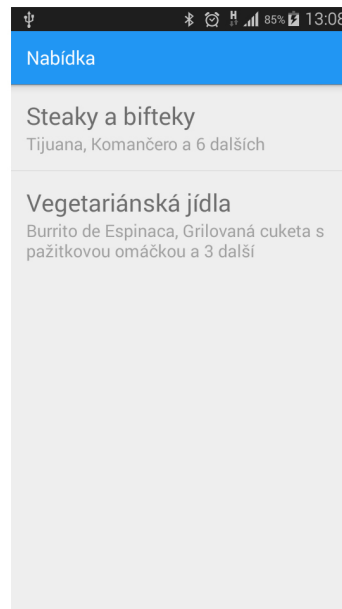 H 85% 13:08
Nabídka
Steaky a bifteky
Tijuana, Komančero a 6 dalších
Vegetariánská jídla
Burrito de Espinaca, Grilovaná cuketa s
pažitkovou omáčkou a 3 další